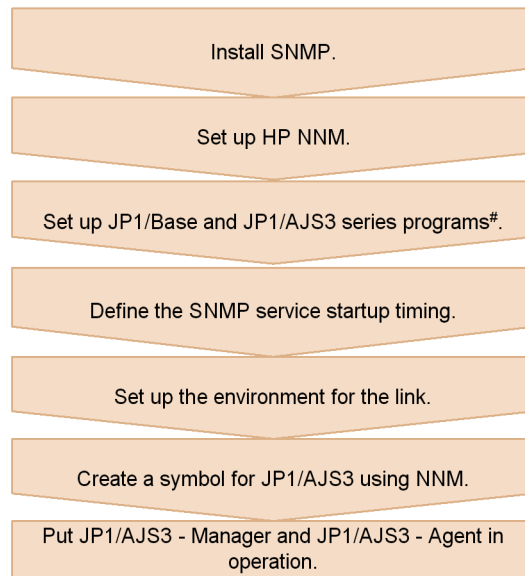 Install SNMP.
Set up HP NNM.
Set up JP1/Base and JP1/AJS3 series programs#.
Define the SNMP service startup timing.
Set up the environment for the link.
Create a symbol for JP1/AJS3 using NNM.
Put JP1/AJS3 - Manager and JP1/AJS3 - Agent in
operation.